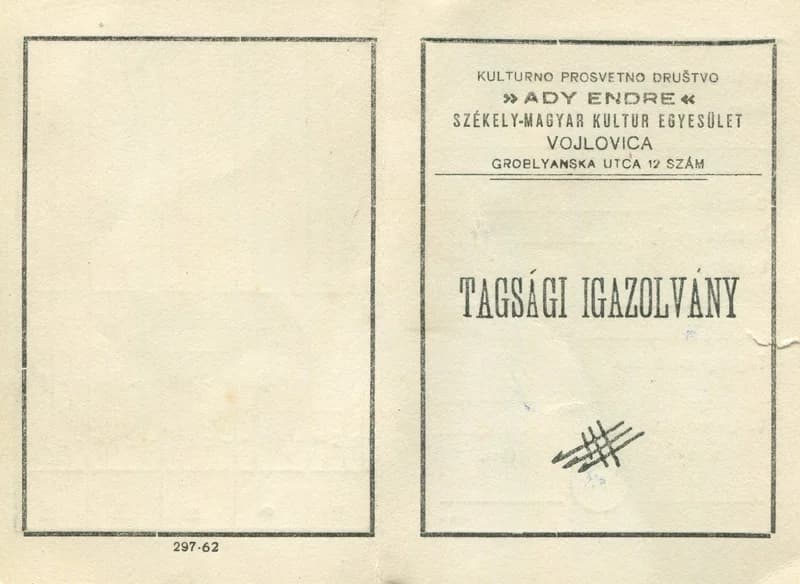 KULTURNO PROSVETNO DRUŠTVO
»ADY ENDRE«
SZÉKELY-MAGYAR KULTUR EGYESÜLET
VOJLOVICA
GROBLYANSKA UTCA 12 SZÁM
TAGSÁGI IGAZOLVÁNY
297-62